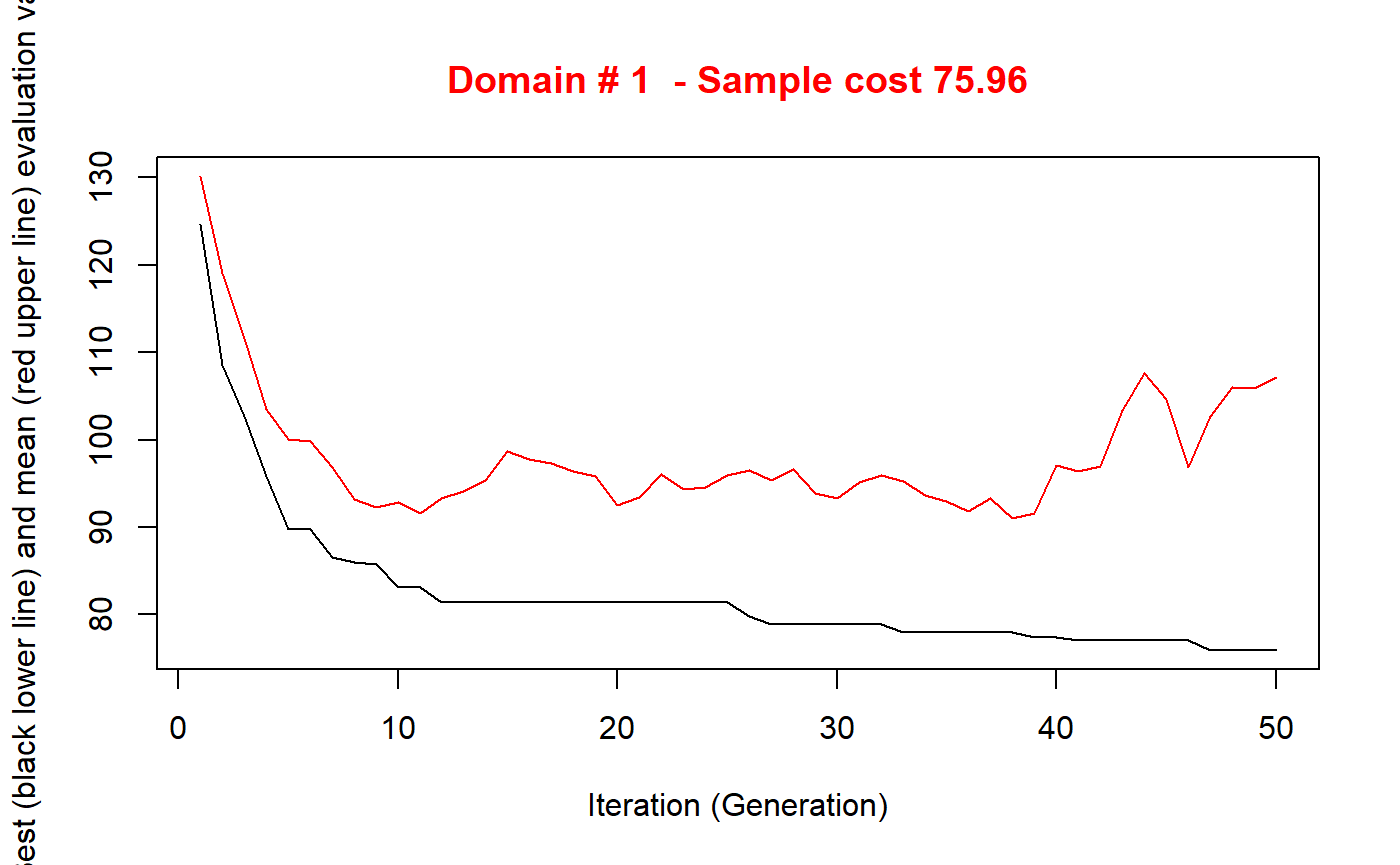 Domain # 1 - Sample cost 75.96
est (black lower line) and mean (red upper line) evaluation va
130
120
110
100
90
80
0 10 20 30 40 50
Iteration (Generation)